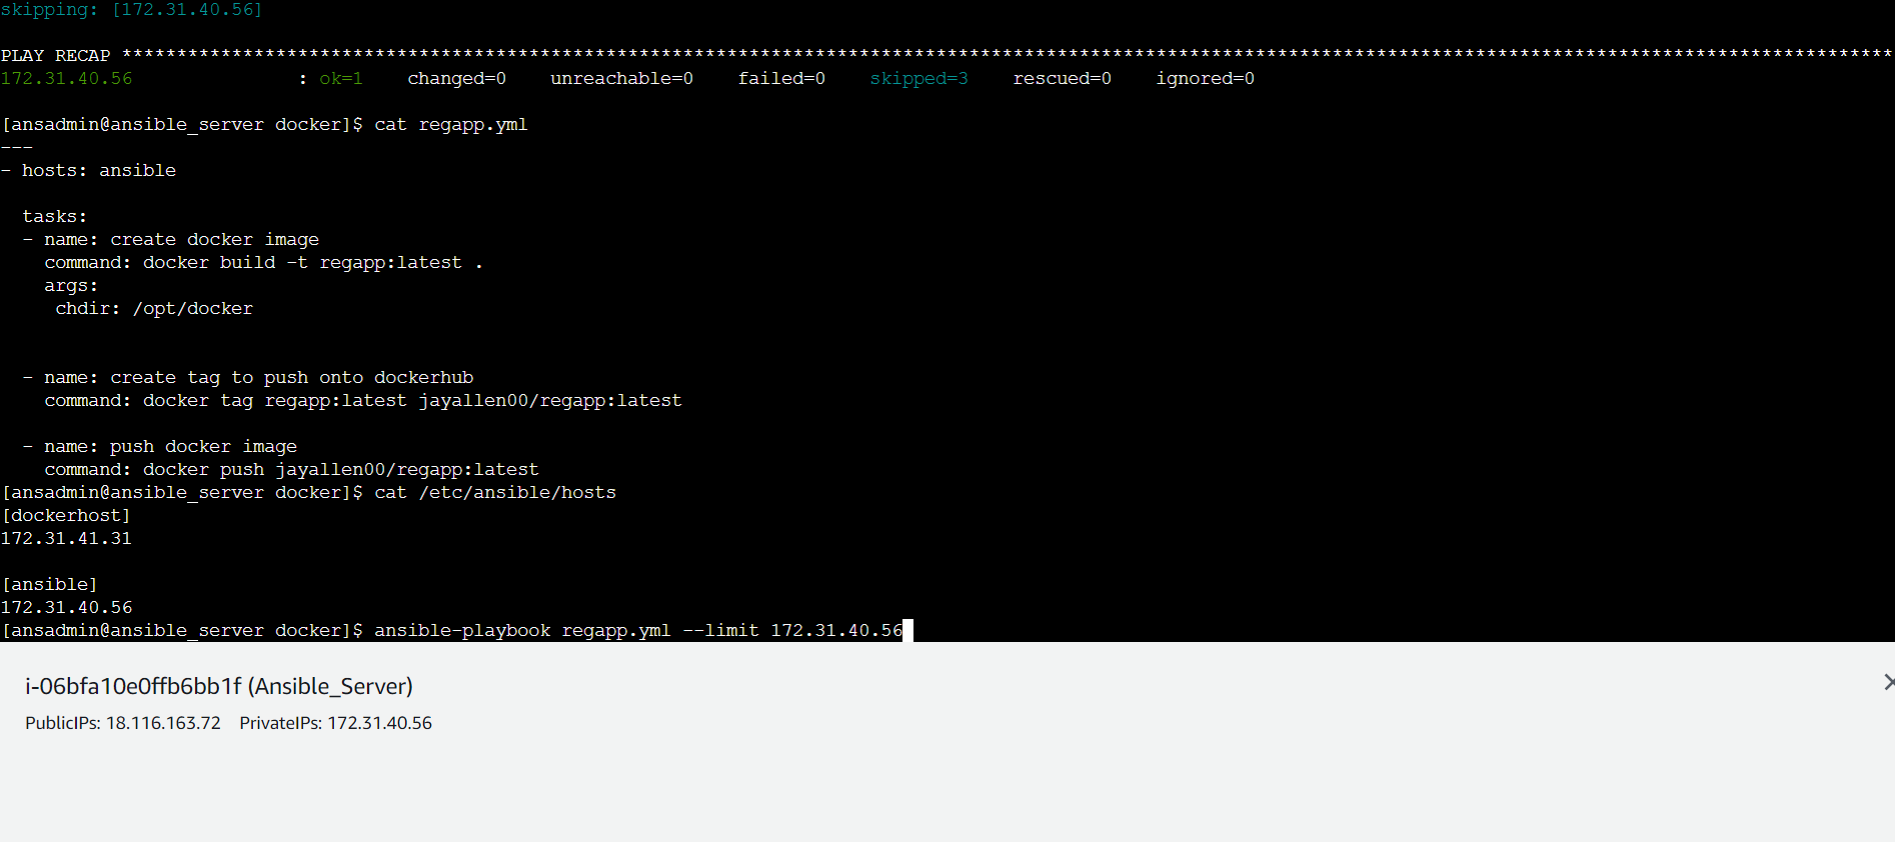 skipping: [172.31.40.56]
PLAY RECAP *****************************************************************************************************************************************************************
172.31.40.56               : ok=1    changed=0    unreachable=0    failed=0    skipped=3    rescued=0    ignored=0
[ansadmin@ansible_server docker]$ cat regapp.yml
---
- hosts: ansible
  tasks:
  - name: create docker image
    command: docker build -t regapp:latest .
    args:
     chdir: /opt/docker
  - name: create tag to push onto dockerhub
    command: docker tag regapp:latest jayallen00/regapp:latest
  - name: push docker image
    command: docker push jayallen00/regapp:latest
[ansadmin@ansible_server docker]$ cat /etc/ansible/hosts
[dockerhost]
172.31.41.31
[ansible]
172.31.40.56
[ansadmin@ansible_server docker]$ ansible-playbook regapp.yml --limit 172.31.40.56
i-06bfa10e0ffb6bb1f (Ansible_Server)
PublicIPs: 18.116.163.72    PrivateIPs: 172.31.40.56